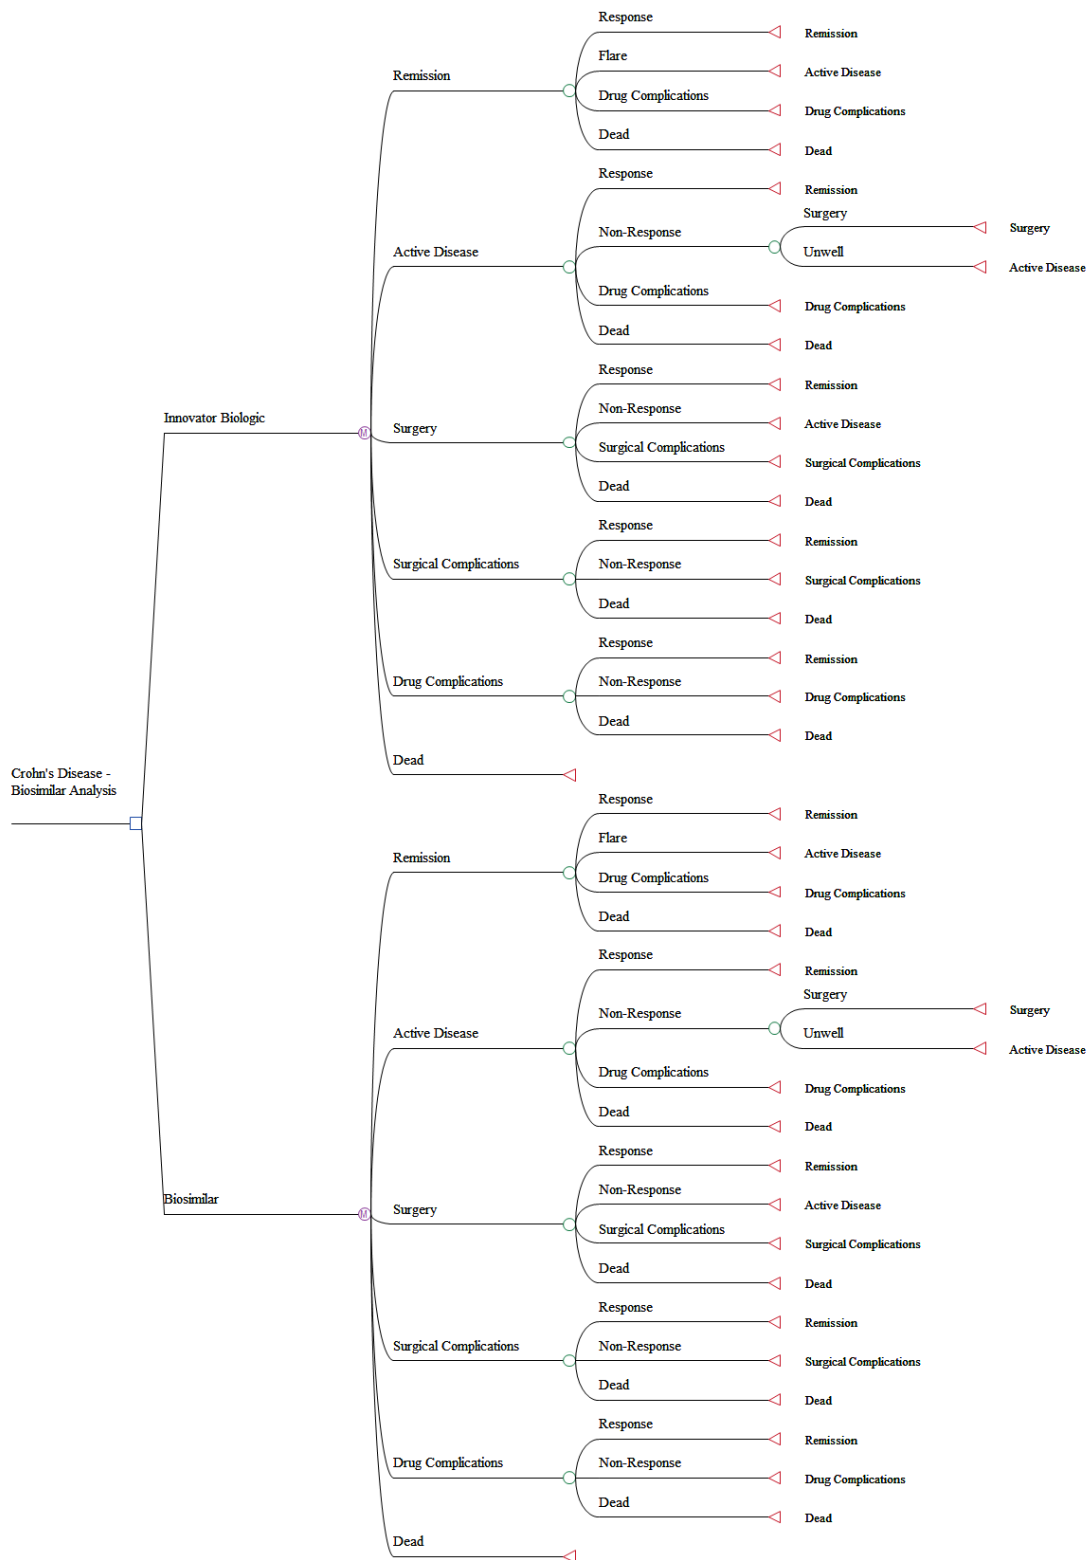 Response
Remission
Flare
Remission
Active Disease
Drug Complications
Drug Complications
Dead
Dead
Response
Remission
Surgery
Surgery
Non-Response
Active Disease
Unwell
Active Disease
Drug Complications
Drug Complications
Dead
Dead
Response
Remission
Non-Response
Innovator Biologic
Active Disease
Surgery
Surgical Complications
Surgical Complications
Dead
Dead
Response
Remission
Surgical Complications
Non-Response
Surgical Complications
Dead
Dead
Response
Remission
Drug Complications
Non-Response
Drug Complications
Dead
Dead
Dead
Crohn's Disease -
Biosimilar Analysis
Response
Remission
Flare
Remission
Active Disease
Drug Complications
Drug Complications
Dead
Dead
Response
Remission
Surgery
Surgery
Non-Response
Active Disease
Unwell
Active Disease
Drug Complications
Drug Complications
Dead
Dead
Response
Remission
Non-Response
Biosimilar
Active Disease
Surgery
Surgical Complications
Surgical Complications
Dead
Dead
Response
Remission
Surgical Complications
Non-Response
Surgical Complications
Dead
Dead
Response
Remission
Drug Complications
Non-Response
Drug Complications
Dead
Dead
Dead
M
M